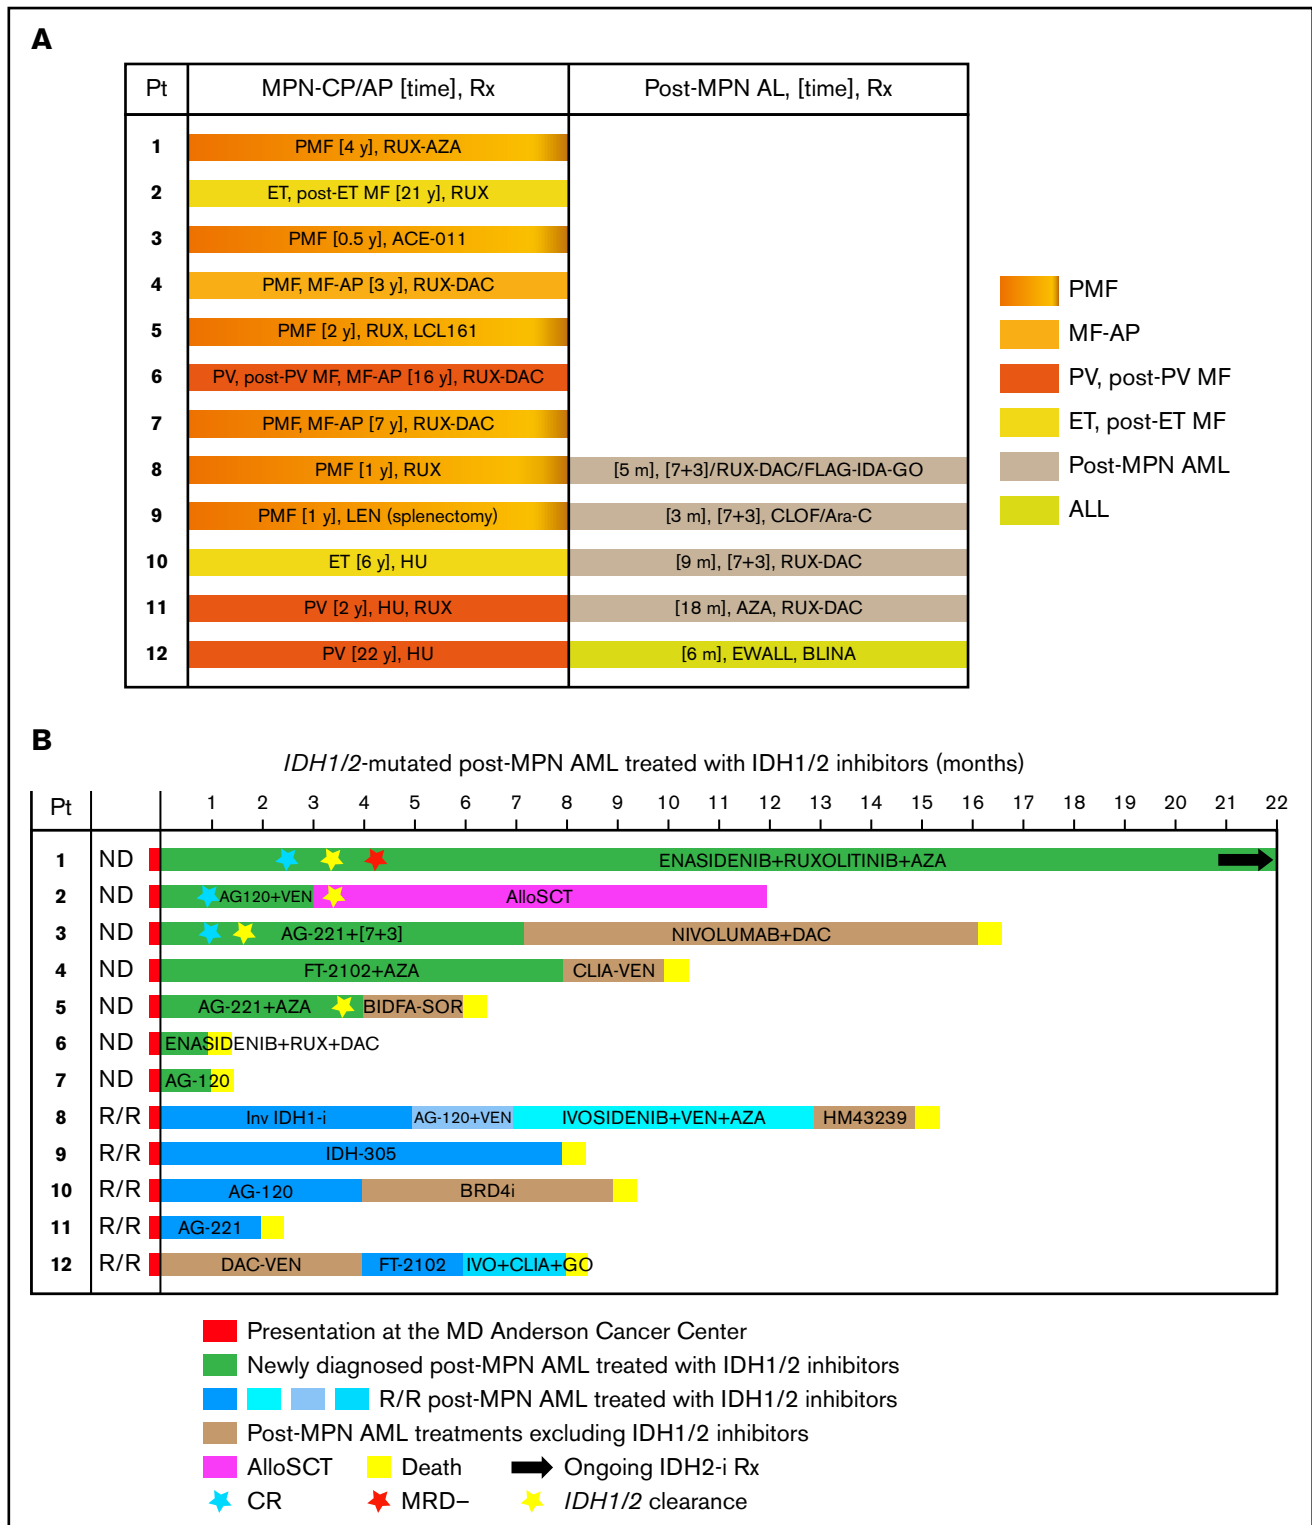 A
Pt MPN-CP/AP [time], Rx Post-MPN AL, [time], Rx
1 PMF [4 y], RUX-AZA
2 ET, post-ET MF [21 y], RUX
3 PMF [0.5 y], ACE-011
4 PMF, MF-AP [3 y], RUX-DAC
5 PMF [2 y], RUX, LCL161
6 PV, post-PV MF, MF-AP [16 y], RUX-DAC
7 PMF, MF-AP [7 y], RUX-DAC
8 PMF [1 y], RUX [5 m], [7+3]/RUX-DAC/FLAG-IDA-GO
9 PMF [1 y], LEN (splenectomy) [3 m], [7+3], CLOF/Ara-C
10 ET [6 y], HU [9 m], [7+3], RUX-DAC
11 PV [2 y], HU, RUX [18 m], AZA, RUX-DAC
12 PV [22 y], HU [6 m], EWALL, BLINA
PMF
MF-AP
PV, post-PV MF
ET, post-ET MF
Post-MPN AML
ALL
B
IDH1/2-mutated post-MPN AML treated with IDH1/2 inhibitors (months)
Pt 1 2 3 4 5 6 7 8 9 10 11 12 13 14 15 16 17 18 19 20 21 22
1 ND ENASIDENIB+RUXOLITINIB+AZA
2 ND AG120+VEN AlloSCT
3 ND AG-221+[7+3] NIVOLUMAB+DAC
4 ND FT-2102+AZA CLIA-VEN
5 ND AG-221+AZA BIDFA-SOR
6 ND ENASIDENIB+RUX+DAC
7 ND AG-120
8 R/R Inv IDH1-i AG-120+VEN IVOSIDENIB+VEN+AZA HM43239
9 R/R IDH-305
10 R/R AG-120 BRD4i
11 R/R AG-221
12 R/R DAC-VEN FT-2102 IVO+CLIA+GO
Presentation at the MD Anderson Cancer Center
Newly diagnosed post-MPN AML treated with IDH1/2 inhibitors
R/R post-MPN AML treated with IDH1/2 inhibitors
Post-MPN AML treatments excluding IDH1/2 inhibitors
AlloSCT Death Ongoing IDH2-i Rx
CR MRD− IDH1/2 clearance